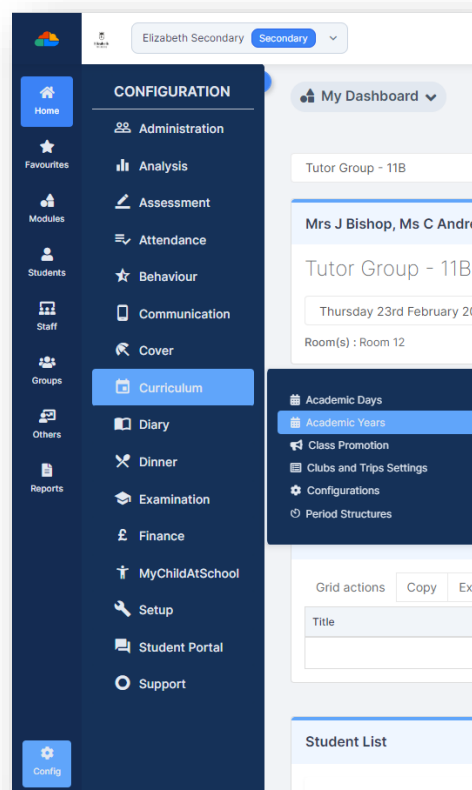 Elizabeth Secondary Secondary
Home
Favourites
Modules
Students
Staff
Groups
Others
Reports
Config
CONFIGURATION
Administration
Analysis
Assessment
Attendance
Behaviour
Communication
Cover
Curriculum
Diary
Dinner
Examination
Finance
MyChildAtSchool
Setup
Student Portal
Support
My Dashboard
Tutor Group - 11B
Mrs J Bishop, Ms C Andre
Tutor Group - 11B
Thursday 23rd February 20
Room(s) : Room 12
Academic Days
Academic Years
Class Promotion
Clubs and Trips Settings
Configurations
Period Structures
Grid actions Copy Ex
Title
Student List